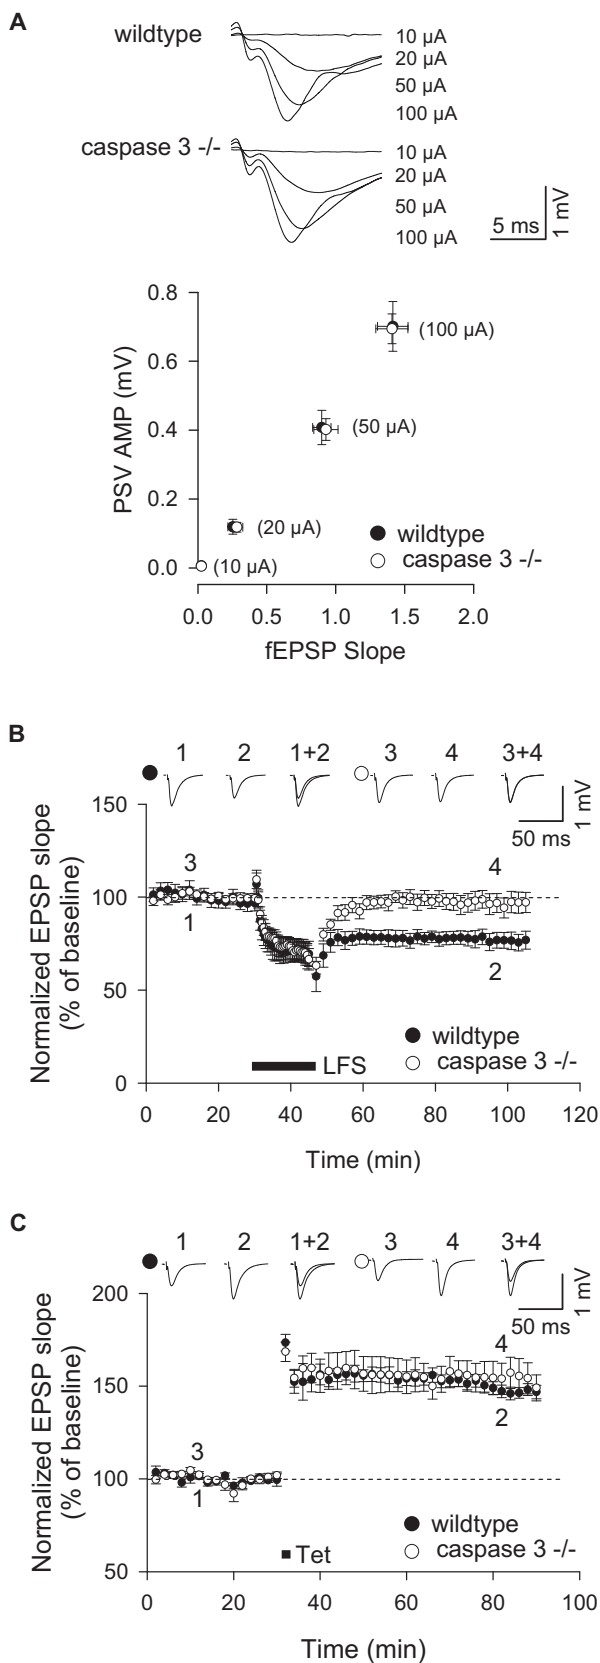 A
wildtype
10 µA
20 µA
50 µA
100 µA
caspase 3 -/-
10 µA
20 µA
50 µA
100 µA
5 ms
1 mV
PSV AMP (mV)
0.8
0.6
0.4
0.2
0.0
(100 µA)
(50 µA)
(20 µA)
(10 µA)
wildtype
caspase 3 -/-
0.0 0.5 1.0 1.5 2.0
fEPSP Slope
B
1 2 1+2 3 4 3+4
50 ms
1 mV
Normalized EPSP slope
(% of baseline)
150
100
50
0
3
1
4
2
wildtype
caspase 3 -/-
LFS
0 20 40 60 80 100 120
Time (min)
C
1 2 1+2 3 4 3+4
50 ms
1 mV
Normalized EPSP slope
(% of baseline)
200
150
100
50
3
1
4
2
wildtype
caspase 3 -/-
Tet
0 20 40 60 80 100
Time (min)